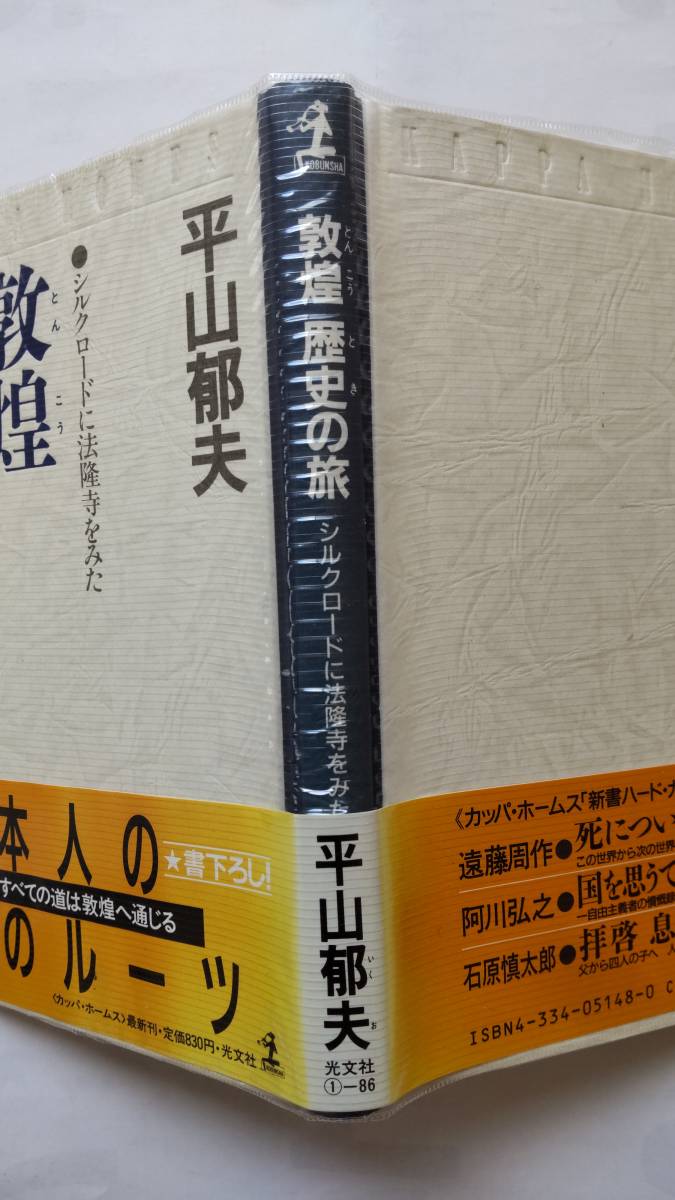 HOMES
平山郁夫
●シルクロードに法隆寺をみた
敦煌
とんこう
本人の
★書下ろし!
すべての道は敦煌へ通じる
のルーツ
〈カッパ・ホームス〉最新刊・定価830円・光文社
KOBUNSHA
敦煌 歴史の旅
とんこう とき
シルクロードに法隆寺をみた
平山郁夫
いくお
光文社
①−86
KAPPA
《カッパ・ホームス「新書ハード・カ
遠藤周作●死につい
この世界から次の世界
阿川弘之●国を思うて
一自由主義者の憤慨録
石原慎太郎●拝啓 息
父から四人の子へ 人
ISBN4-334-05148-0 C